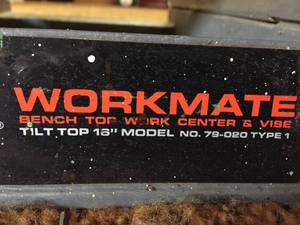 WORKMATE
BENCH TOP WORK CENTER & VISE
TILT TOP 16" MODEL NO. 79-020 TYPE 1